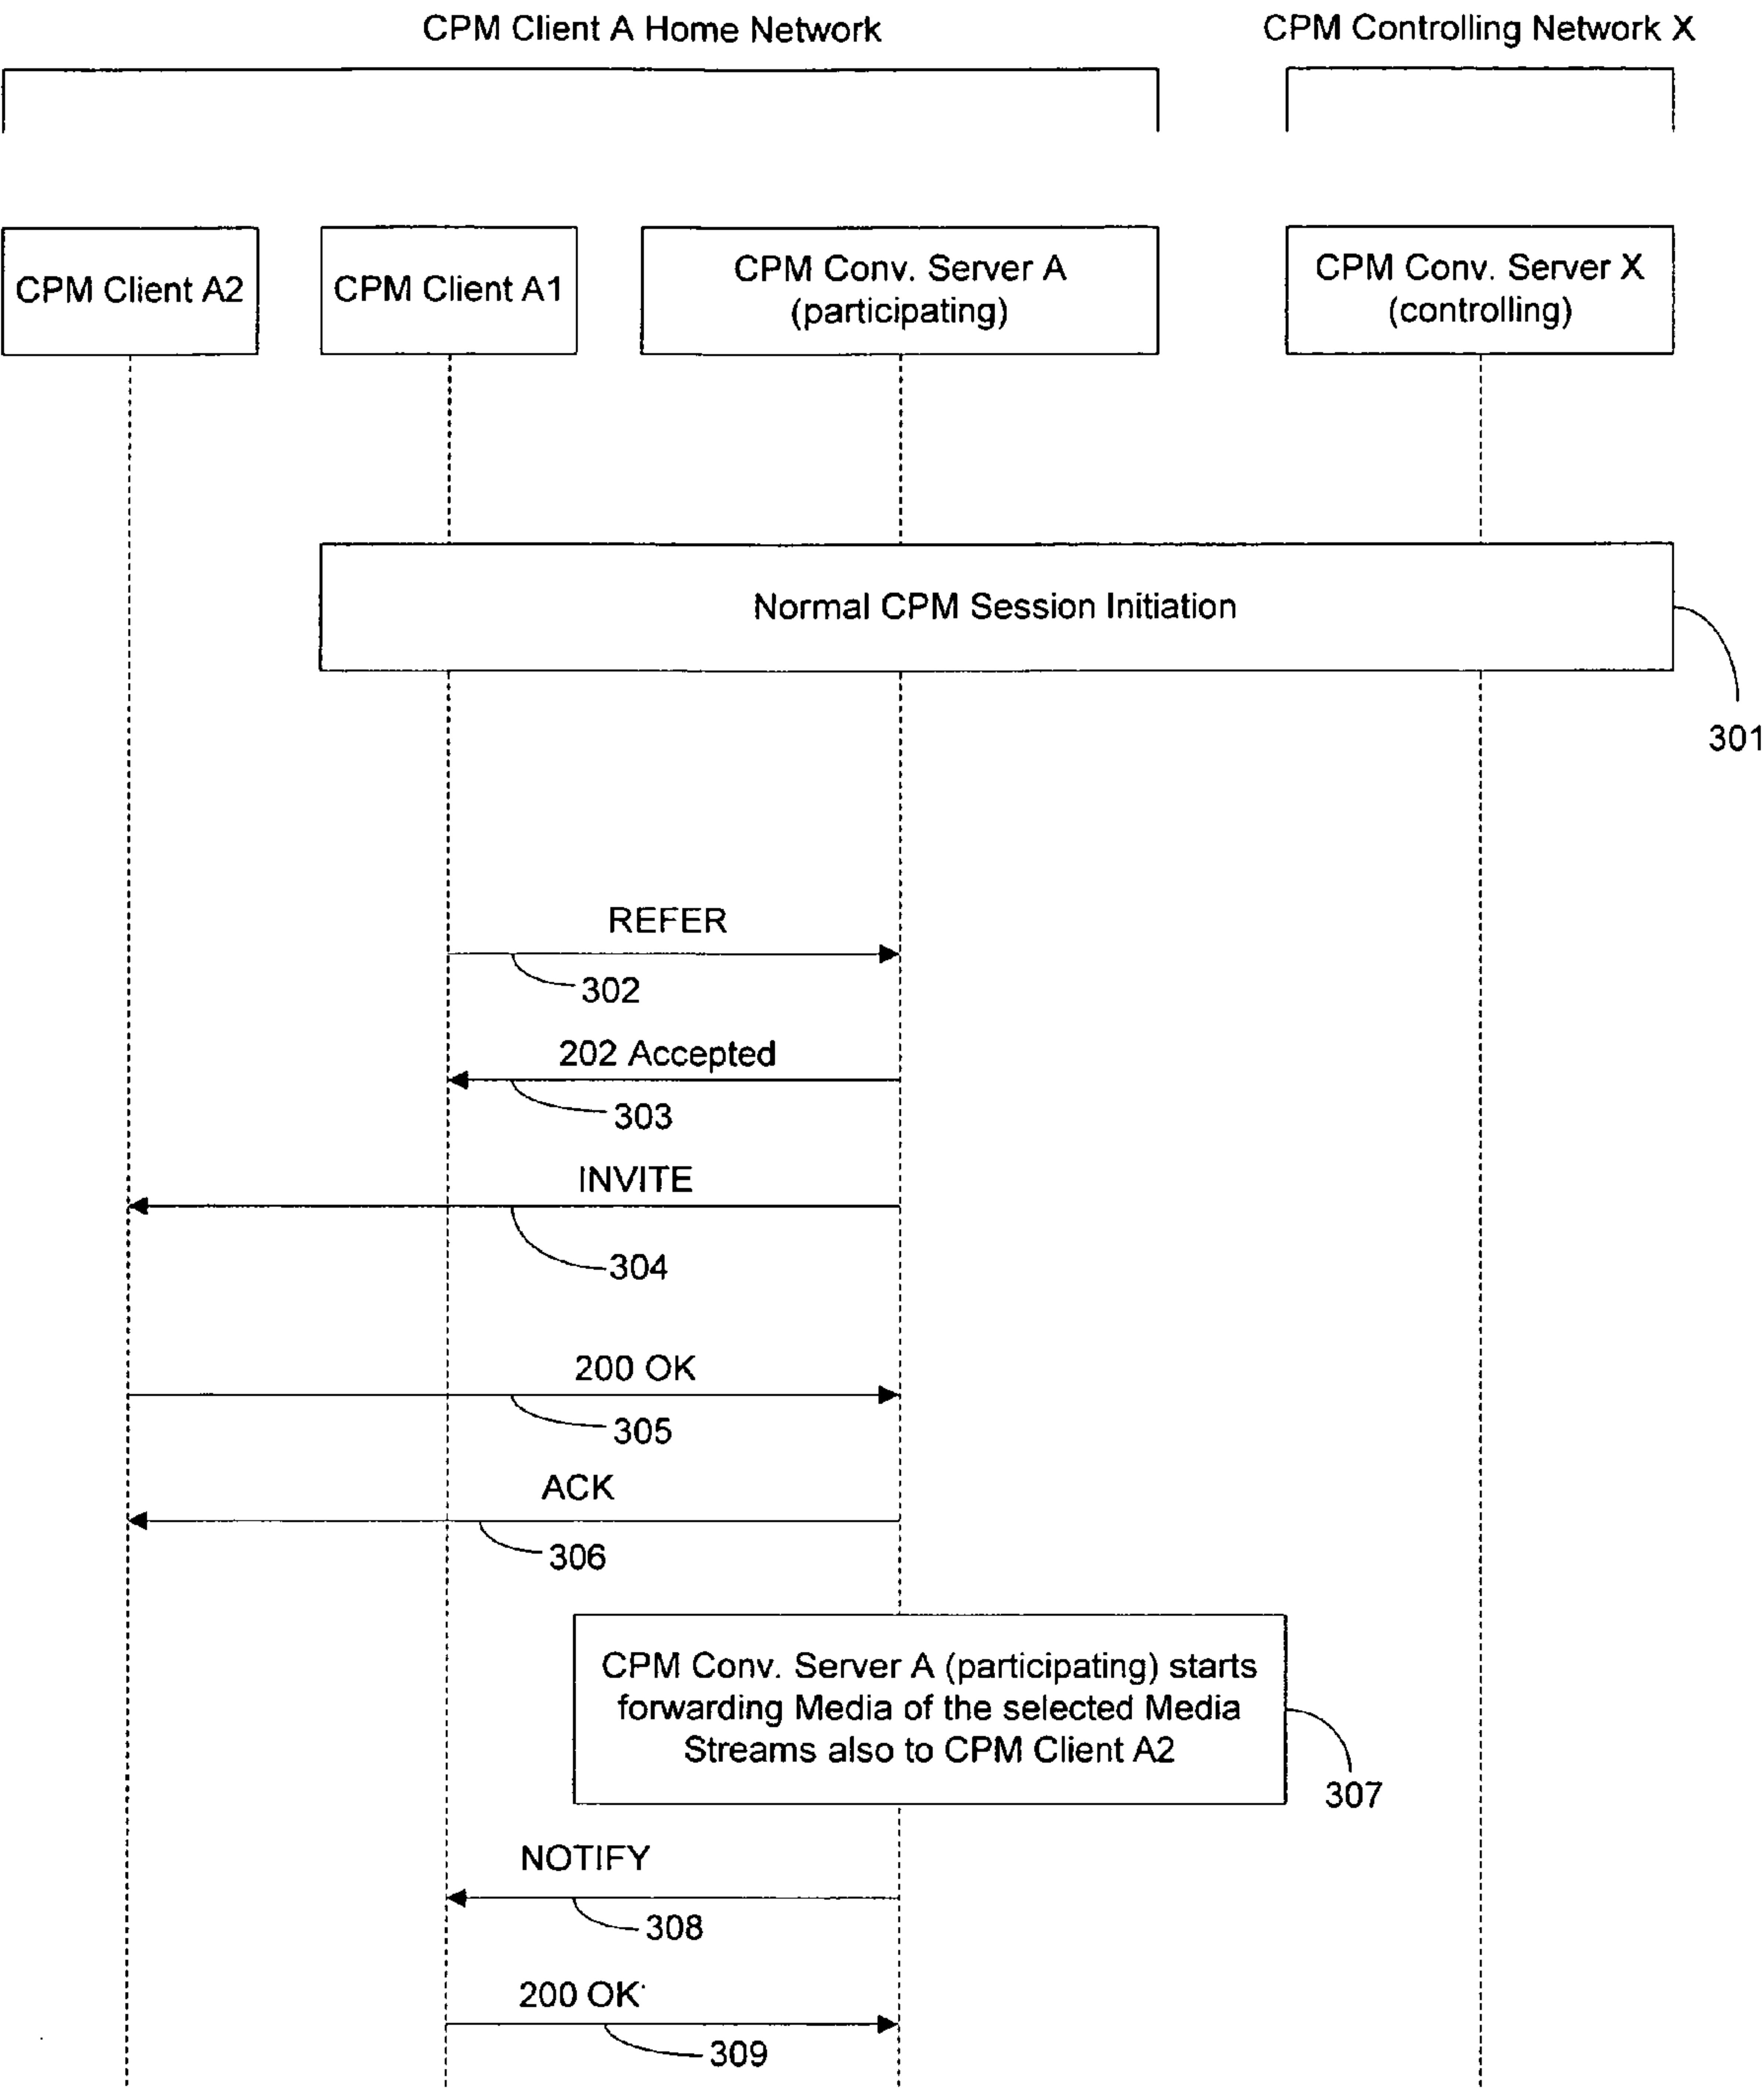 CPM Client A Home Network
CPM Controlling Network X
CPM Client A2
CPM Client A1
CPM Conv. Server A
(participating)
CPM Conv. Server X
(controlling)
Normal CPM Session Initiation
301
REFER
302
202 Accepted
303
INVITE
304
200 OK
305
ACK
306
CPM Conv. Server A (participating) starts
forwarding Media of the selected Media
Streams also to CPM Client A2
307
NOTIFY
308
200 OK
309